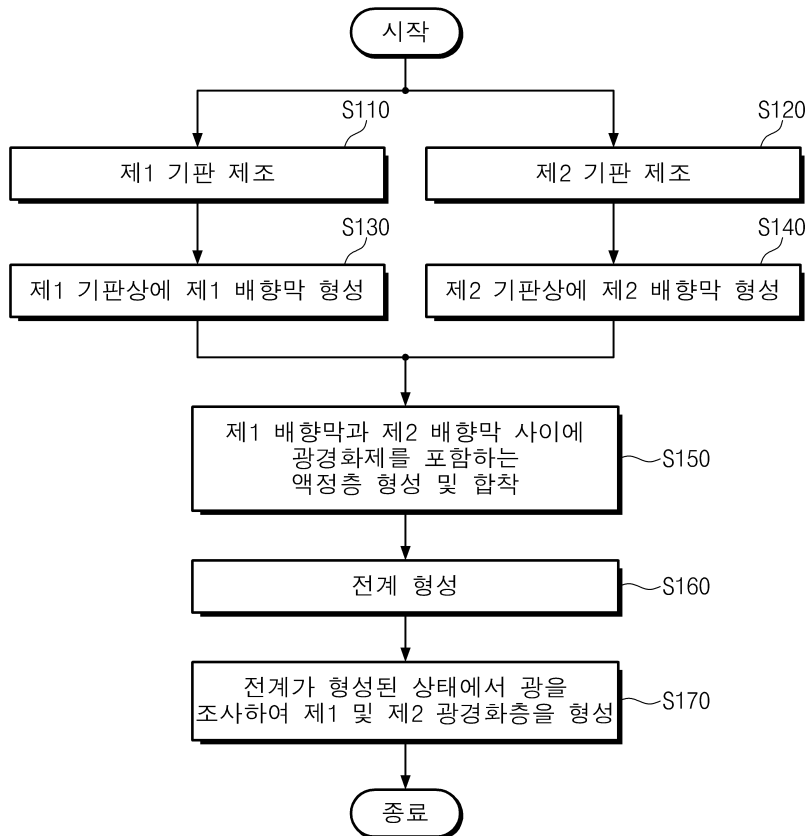 시작
S110
S120
제1 기판 제조
제2 기판 제조
S130
S140
제1 기판상에 제1 배향막 형성
제2 기판상에 제2 배향막 형성
제1 배향막과 제2 배향막 사이에
광경화제를 포함하는
액정층 형성 및 합착
S150
전계 형성
S160
전계가 형성된 상태에서 광을
조사하여 제1 및 제2 광경화층을 형성
S170
종료